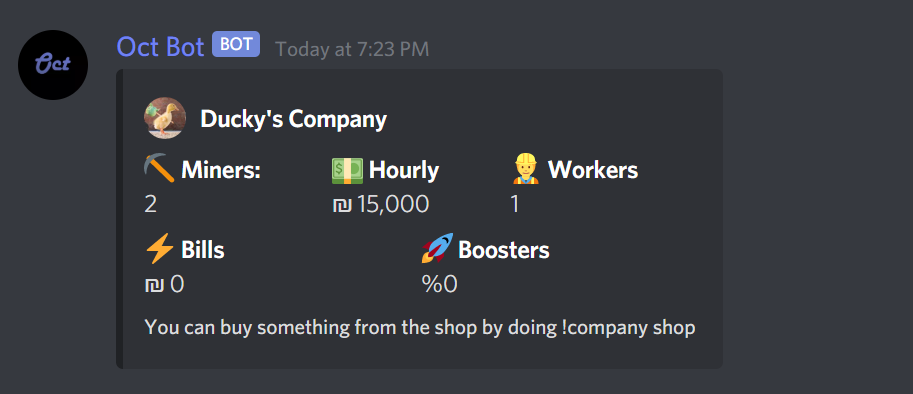 Oct
Oct Bot BOT Today at 7:23 PM
Ducky's Company
Miners: Hourly Workers
2 ₪ 15,000 1
Bills Boosters
₪ 0 %0
You can buy something from the shop by doing !company shop